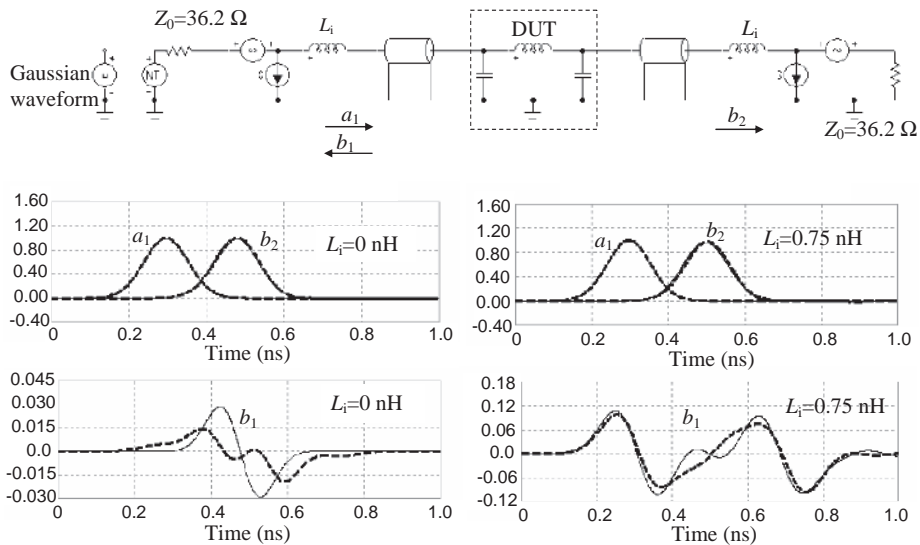 Z₀=36.2 Ω
Lᵢ
DUT
Lᵢ
Gaussian
waveform
NT
a₁
b₁
b₂
Z₀=36.2 Ω
1.60
1.20
0.80
0.40
0.00
-0.40
a₁
b₂
Lᵢ=0 nH
0 0.2 0.4 0.6 0.8 1.0
Time (ns)
1.60
1.20
0.80
0.40
0.00
-0.40
a₁
b₂
Lᵢ=0.75 nH
0 0.2 0.4 0.6 0.8 1.0
Time (ns)
0.045
0.030
0.015
0.0
-0.015
-0.030
b₁
Lᵢ=0 nH
0 0.2 0.4 0.6 0.8 1.0
Time (ns)
0.18
0.12
0.06
0.0
-0.06
-0.12
b₁
Lᵢ=0.75 nH
0 0.2 0.4 0.6 0.8 1.0
Time (ns)